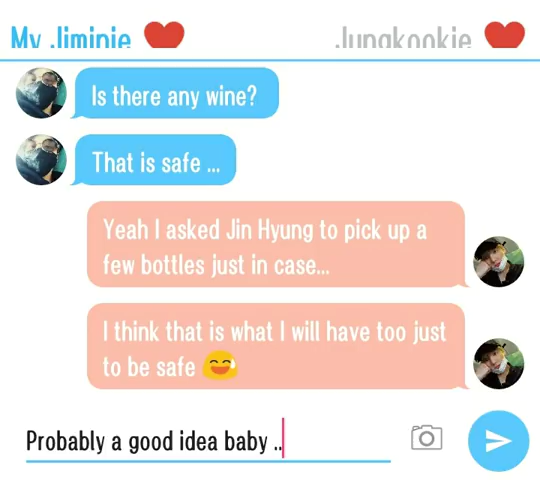 My Jiminie ❤ Jungkookie ❤
Is there any wine?
That is safe ...
Yeah I asked Jin Hyung to pick up a
few bottles just in case...
I think that is what I will have too just
to be safe 😅
Probably a good idea baby ..